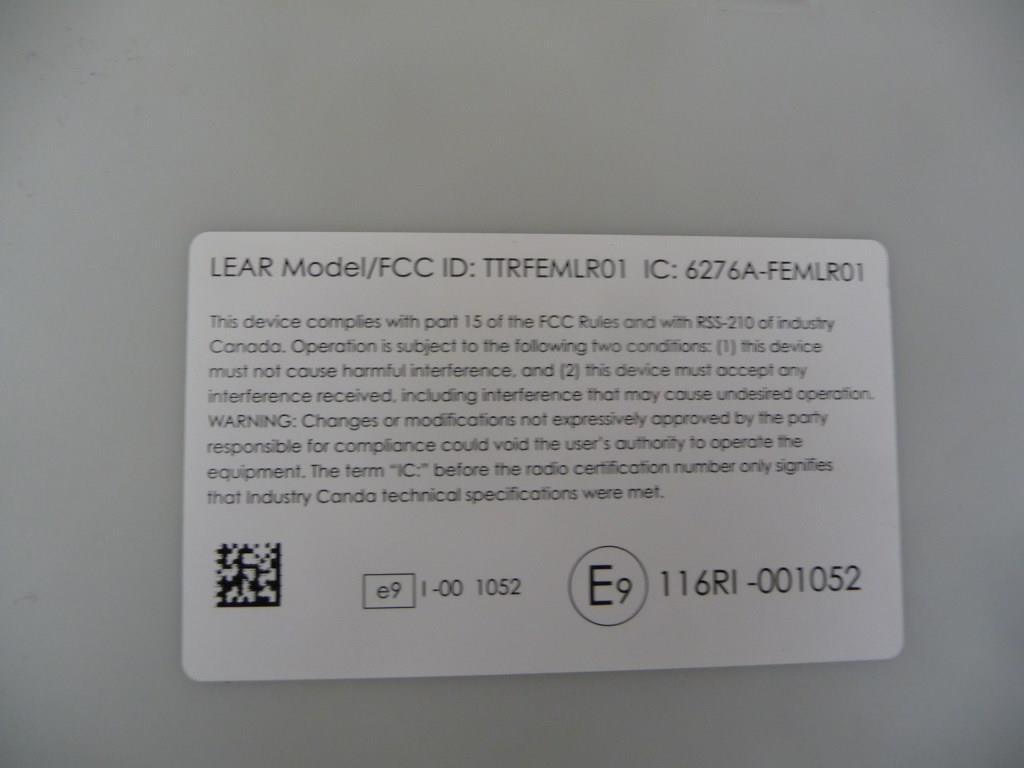 LEAR Model/FCC ID: TTRFEMLR01 IC: 6276A-FEMLR01
This device complies with part 15 of the FCC Rules and with RSS-210 of industry
Canada. Operation is subject to the following two conditions: (1) this device
must not cause harmful interference, and (2) this device must accept any
interference received, including interference that may cause undesired operation.
WARNING: Changes or modifications not expressively approved by the party
responsible for compliance could void the user's authority to operate the
equipment. The term "IC:" before the radio certification number only signifies
that Industry Canda technical specifications were met.
e9 I-00 1052
E9 116RI -001052